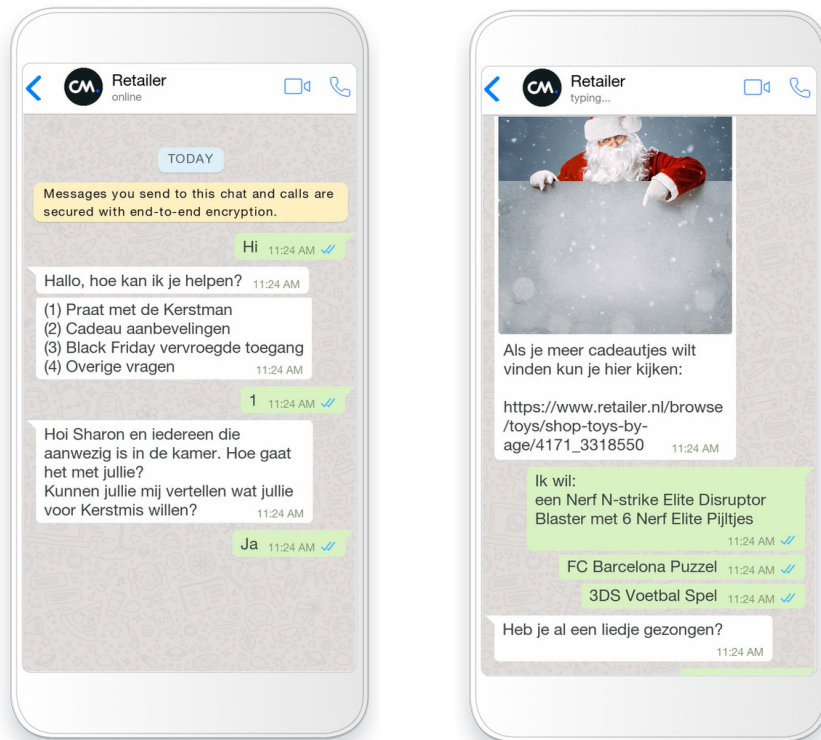 CM.
Retailer
online
TODAY
Messages you send to this chat and calls are
secured with end-to-end encryption.
Hi 11:24 AM
Hallo, hoe kan ik je helpen? 11:24 AM
(1) Praat met de Kerstman
(2) Cadeau aanbevelingen
(3) Black Friday vervroegde toegang
(4) Overige vragen 11:24 AM
1 11:24 AM
Hoi Sharon en iedereen die
aanwezig is in de kamer. Hoe gaat
het met jullie?
Kunnen jullie mij vertellen wat jullie
voor Kerstmis willen? 11:24 AM
Ja 11:24 AM
CM.
Retailer
typing...
Als je meer cadeautjes wilt
vinden kun je hier kijken:
https://www.retailer.nl/browse
/toys/shop-toys-by-
age/4171_3318550 11:24 AM
Ik wil:
een Nerf N-strike Elite Disruptor
Blaster met 6 Nerf Elite Pijltjes
11:24 AM
FC Barcelona Puzzel 11:24 AM
3DS Voetbal Spel 11:24 AM
Heb je al een liedje gezongen?
11:24 AM